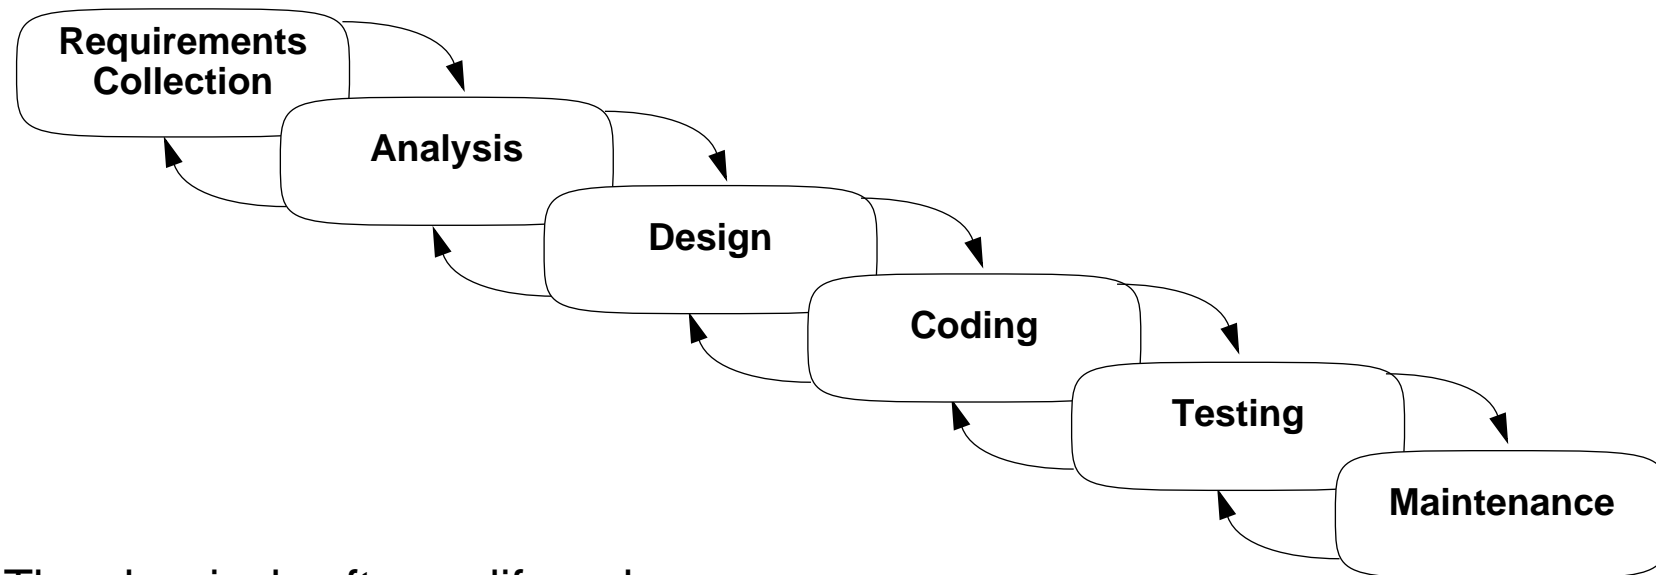 Requirements
Collection
Analysis
Design
Coding
Testing
Maintenance